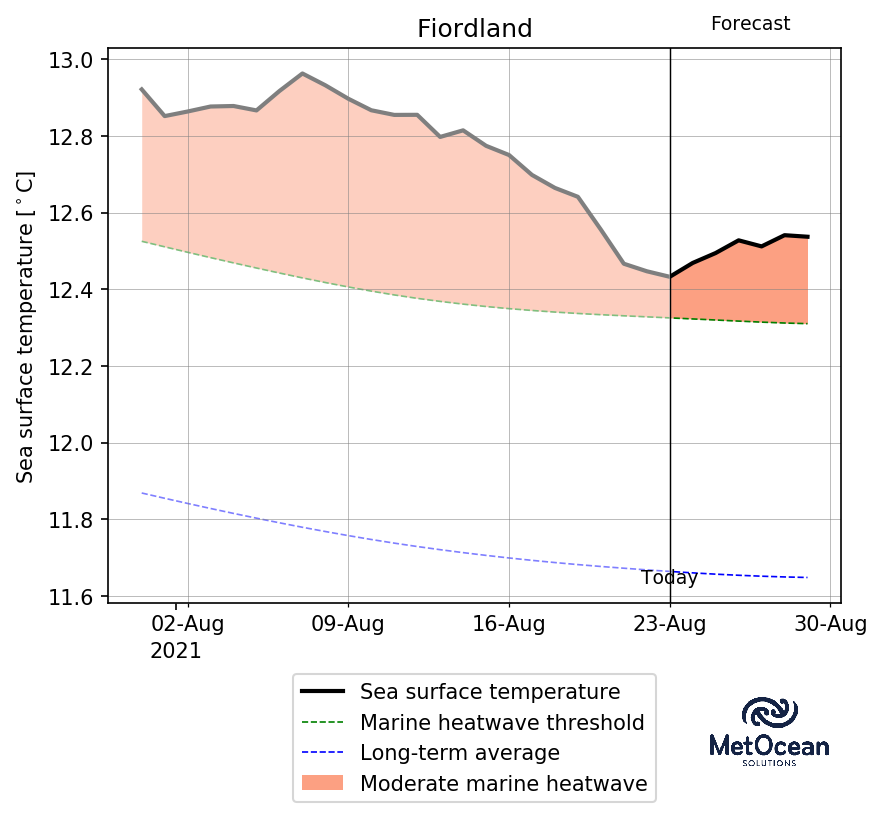 Fiordland
Forecast
Sea surface temperature [°C]
13.0
12.8
12.6
12.4
12.2
12.0
11.8
11.6
Today
02-Aug
09-Aug
16-Aug
23-Aug
30-Aug
2021
Sea surface temperature
Marine heatwave threshold
Long-term average
Moderate marine heatwave
MetOcean
SOLUTIONS